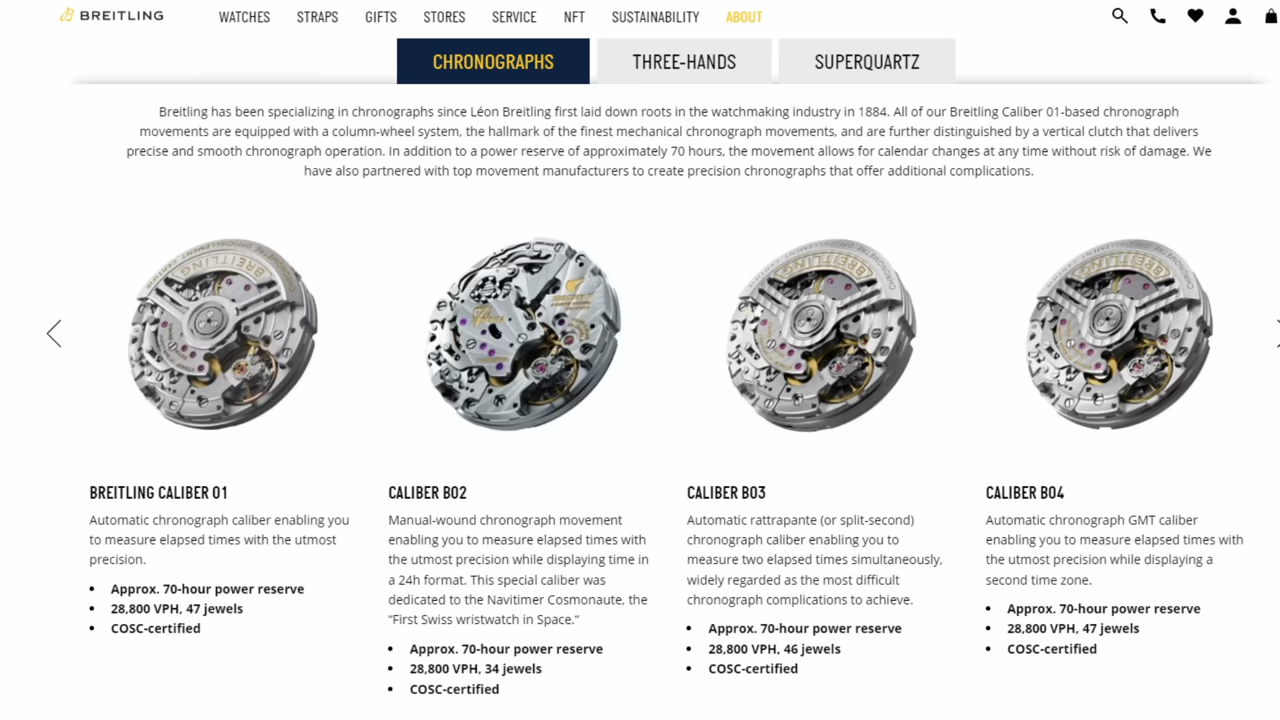 BREITLING
WATCHES STRAPS GIFTS STORES SERVICE NFT SUSTAINABILITY ABOUT
CHRONOGRAPHS THREE-HANDS SUPERQUARTZ
Breitling has been specializing in chronographs since Léon Breitling first laid down roots in the watchmaking industry in 1884. All of our Breitling Caliber 01-based chronograph
movements are equipped with a column-wheel system, the hallmark of the finest mechanical chronograph movements, and are further distinguished by a vertical clutch that delivers
precise and smooth chronograph operation. In addition to a power reserve of approximately 70 hours, the movement allows for calendar changes at any time without risk of damage. We
have also partnered with top movement manufacturers to create precision chronographs that offer additional complications.
BREITLING
BREITLING
BREITLING
BREITLING CALIBER 01
Automatic chronograph caliber enabling you
to measure elapsed times with the utmost
precision.
• Approx. 70-hour power reserve
• 28,800 VPH, 47 jewels
• COSC-certified
CALIBER B02
Manual-wound chronograph movement
enabling you to measure elapsed times with
the utmost precision while displaying time in
a 24h format. This special caliber was
dedicated to the Navitimer Cosmonaute, the
“First Swiss wristwatch in Space.“
• Approx. 70-hour power reserve
• 28,800 VPH, 34 jewels
• COSC-certified
CALIBER B03
Automatic rattrapante (or split-second)
chronograph caliber enabling you to
measure two elapsed times simultaneously,
widely regarded as the most difficult
chronograph complications to achieve.
• Approx. 70-hour power reserve
• 28,800 VPH, 46 jewels
• COSC-certified
CALIBER B04
Automatic chronograph GMT caliber
enabling you to measure elapsed times with
the utmost precision while displaying a
second time zone.
• Approx. 70-hour power reserve
• 28,800 VPH, 47 jewels
• COSC-certified